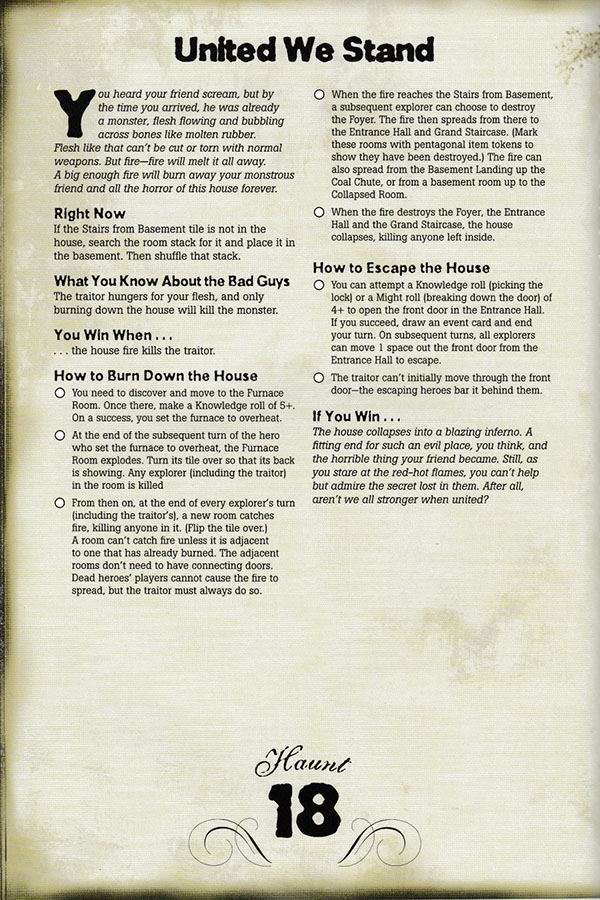 United We Stand
You heard your friend scream, but by
the time you arrived, he was already
a monster, flesh flowing and bubbling
across bones like molten rubber.
Flesh like that can't be cut or torn with normal
weapons. But fire—fire will melt it all away.
A big enough fire will burn away your monstrous
friend and all the horror of this house forever.
Right Now
If the Stairs from Basement tile is not in the
house, search the room stack for it and place it in
the basement. Then shuffle that stack.
What You Know About the Bad Guys
The traitor hungers for your flesh, and only
burning down the house will kill the monster.
You Win When . . .
. . . the house fire kills the traitor.
How to Burn Down the House
You need to discover and move to the Furnace
Room. Once there, make a Knowledge roll of 5+.
On a success, you set the furnace to overheat.
At the end of the subsequent turn of the hero
who set the furnace to overheat, the Furnace
Room explodes. Turn its tile over so that its back
is showing. Any explorer (including the traitor)
in the room is killed
From then on, at the end of every explorer's turn
(including the traitor's), a new room catches
fire, killing anyone in it. (Flip the tile over.)
A room can't catch fire unless it is adjacent
to one that has already burned. The adjacent
rooms don't need to have connecting doors.
Dead heroes' players cannot cause the fire to
spread, but the traitor must always do so.
When the fire reaches the Stairs from Basement,
a subsequent explorer can choose to destroy
the Foyer. The fire then spreads from there to
the Entrance Hall and Grand Staircase. (Mark
these rooms with pentagonal item tokens to
show they have been destroyed.) The fire can
also spread from the Basement Landing up the
Coal Chute, or from a basement room up to the
Collapsed Room.
When the fire destroys the Foyer, the Entrance
Hall and the Grand Staircase, the house
collapses, killing anyone left inside.
How to Escape the House
You can attempt a Knowledge roll (picking the
lock) or a Might roll (breaking down the door) of
4+ to open the front door in the Entrance Hall.
If you succeed, draw an event card and end
your turn. On subsequent turns, all explorers
can move 1 space out the front door from the
Entrance Hall to escape.
The traitor can't initially move through the front
door—the escaping heroes bar it behind them.
If You Win . . .
The house collapses into a blazing inferno. A
fitting end for such an evil place, you think, and
the horrible thing your friend became. Still, as
you stare at the red-hot flames, you can't help
but admire the secret lost in them. After all,
aren't we all stronger when united?
Haunt
18